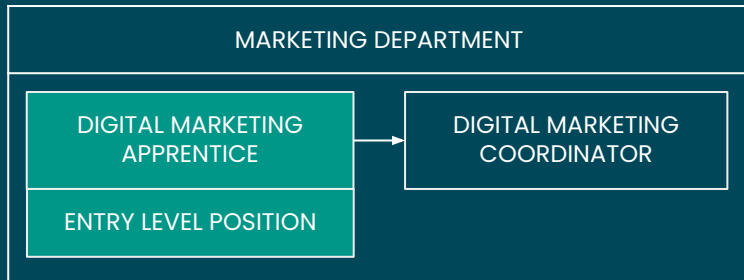 MARKETING DEPARTMENT
DIGITAL MARKETING
APPRENTICE
ENTRY LEVEL POSITION
DIGITAL MARKETING
COORDINATOR